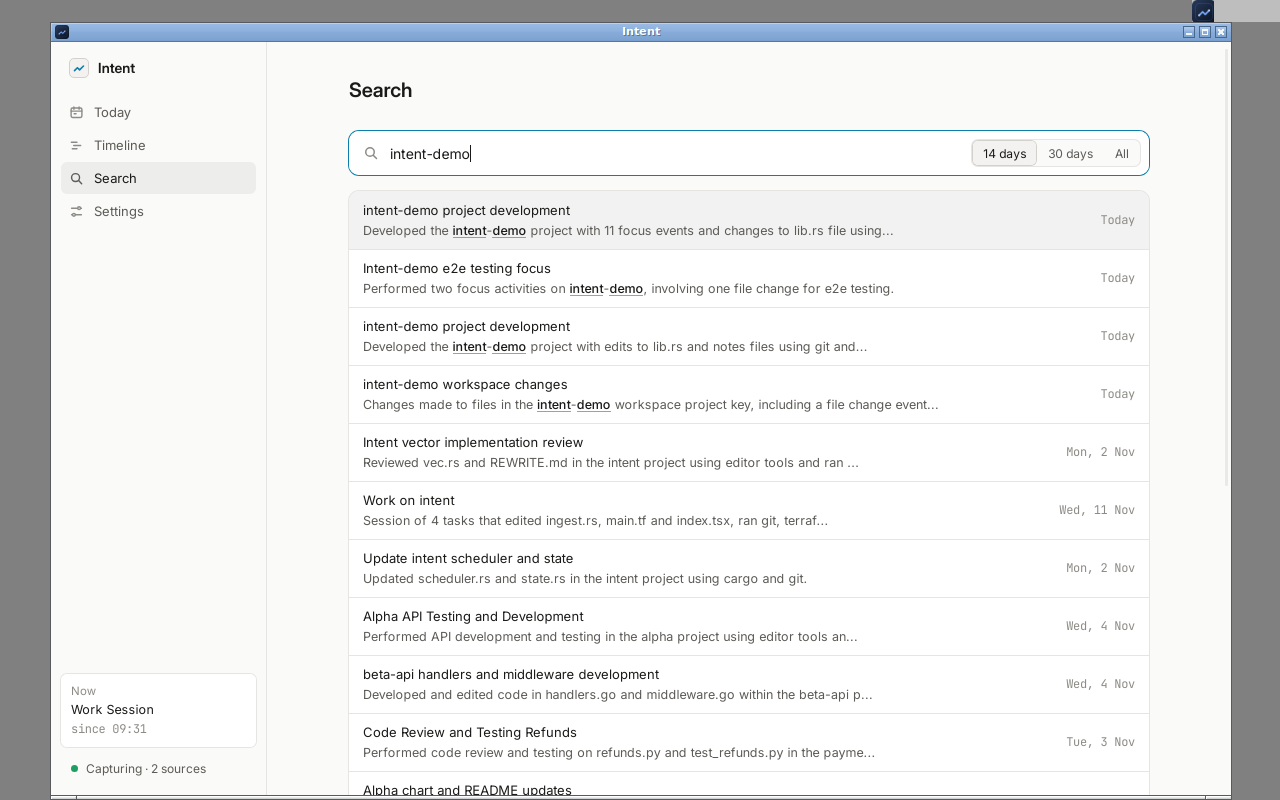 Intent
Intent
Today
Timeline
Search
Settings
Now
Work Session
since 09:31
Capturing · 2 sources
Search
intent-demo
14 days
30 days
All
intent-demo project development
Developed the intent-demo project with 11 focus events and changes to lib.rs file using...
Today
Intent-demo e2e testing focus
Performed two focus activities on intent-demo, involving one file change for e2e testing.
Today
intent-demo project development
Developed the intent-demo project with edits to lib.rs and notes files using git and...
Today
intent-demo workspace changes
Changes made to files in the intent-demo workspace project key, including a file change event...
Today
Intent vector implementation review
Reviewed vec.rs and REWRITE.md in the intent project using editor tools and ran ...
Mon, 2 Nov
Work on intent
Session of 4 tasks that edited ingest.rs, main.tf and index.tsx, ran git, terraf...
Wed, 11 Nov
Update intent scheduler and state
Updated scheduler.rs and state.rs in the intent project using cargo and git.
Mon, 2 Nov
Alpha API Testing and Development
Performed API development and testing in the alpha project using editor tools an...
Wed, 4 Nov
beta-api handlers and middleware development
Developed and edited code in handlers.go and middleware.go within the beta-api p...
Wed, 4 Nov
Code Review and Testing Refunds
Performed code review and testing on refunds.py and test_refunds.py in the payme...
Tue, 3 Nov
Alpha chart and README updates